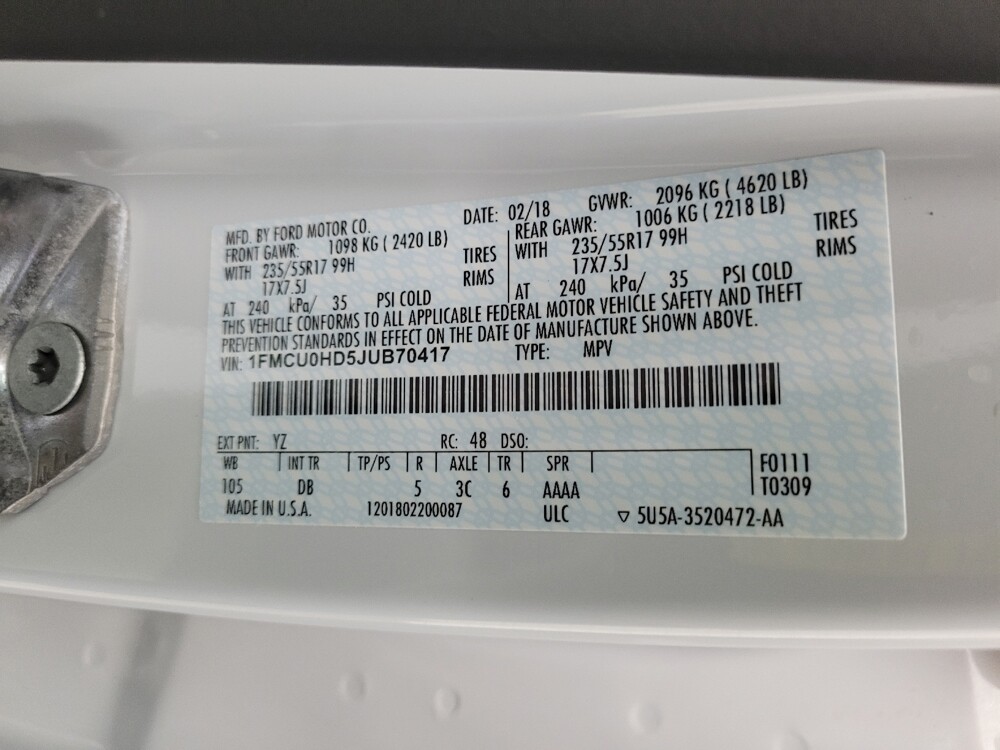 MFD. BY FORD MOTOR CO. DATE: 02/18 GVWR: 2096 KG ( 4620 LB)
FRONT GAWR: 1098 KG ( 2420 LB)
WITH 235/55R17 99H TIRES
17X7.5J RIMS
AT 240 kPa/ 35 PSI COLD
REAR GAWR: 1006 KG ( 2218 LB)
WITH 235/55R17 99H TIRES
17X7.5J RIMS
AT 240 kPa/ 35 PSI COLD
THIS VEHICLE CONFORMS TO ALL APPLICABLE FEDERAL MOTOR VEHICLE SAFETY AND THEFT
PREVENTION STANDARDS IN EFFECT ON THE DATE OF MANUFACTURE SHOWN ABOVE.
VIN: 1FMCU0HD5JUB70417 TYPE: MPV
EXT PNT: YZ RC: 48 DSO:
WB INT TR TP/PS R AXLE TR SPR F0111
105 DB 5 3C 6 AAAA T0309
MADE IN U.S.A. 1201802200087 ULC ▽ 5U5A-3520472-AA